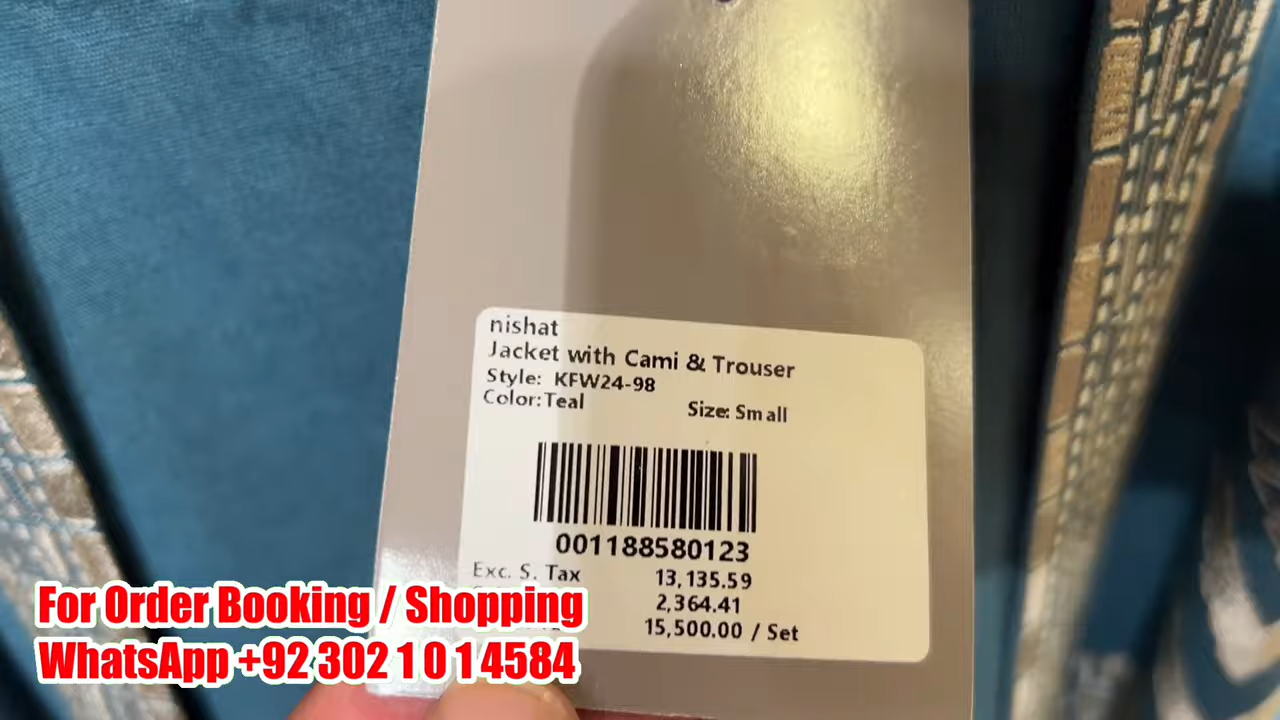 nishat
Jacket with Cami & Trouser
Style: KFW24-98
Color:Teal Size: Small
001188580123
Exc. S. Tax 13,135.59
2,364.41
15,500.00 / Set
For Order Booking / Shopping
WhatsApp +92 302 1 0 1 4584